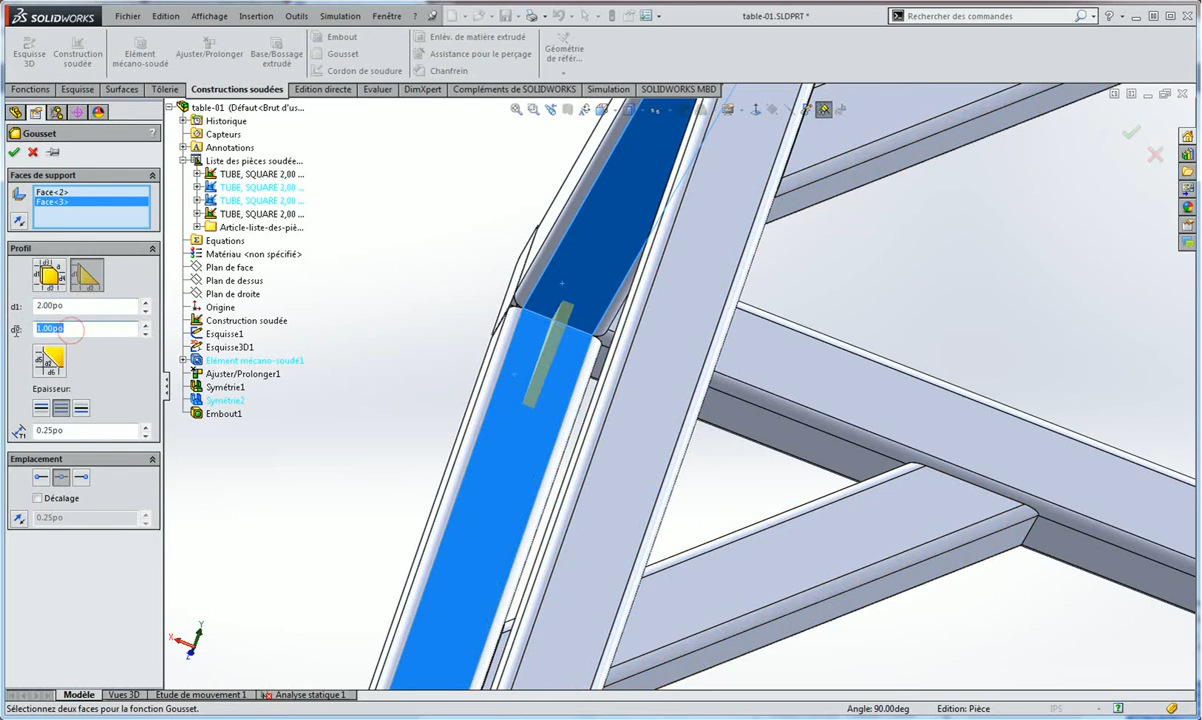 SOLIDWORKS
Fichier Edition Affichage Insertion Outils Simulation Fenêtre ?
table-01.SLDPRT *
Rechercher des commandes
Esquisse 3D
Construction soudée
Elément mécano-soudé
Ajuster/Prolonger
Base/Bossage extrudé
Embout
Gousset
Cordon de soudure
Enlèv. de matière extrudé
Assistance pour le perçage
Chanfrein
Géométrie de référ...
Fonctions Esquisse Surfaces Tôlerie Constructions soudées Edition directe Evaluer DimXpert Compléments de SOLIDWORKS Simulation SOLIDWORKS MBD
Gousset
?
Faces de support
Face<2>
Face<3>
Profil
d1: 2.00po
1.00po
Epaisseur:
T1
0.25po
Emplacement
Décalage
0.25po
table-01 (Défaut<Brut d'us...
Historique
Capteurs
Annotations
Liste des pièces soudée...
TUBE, SQUARE 2,00 ...
TUBE, SQUARE 2,00 ...
TUBE, SQUARE 2,00 ...
TUBE, SQUARE 2,00 ...
Article-liste-des-piè...
Equations
Matériau <non spécifié>
Plan de face
Plan de dessus
Plan de droite
Origine
Construction soudée
Esquisse1
Esquisse3D1
Elément mécano-soudé1
Ajuster/Prolonger1
Symétrie1
Symétrie2
Embout1
Y
X
Z
Modèle Vues 3D Etude de mouvement 1 Analyse statique 1
Sélectionnez deux faces pour la fonction Gousset.
Angle: 90.00deg
Edition: Pièce
IPS